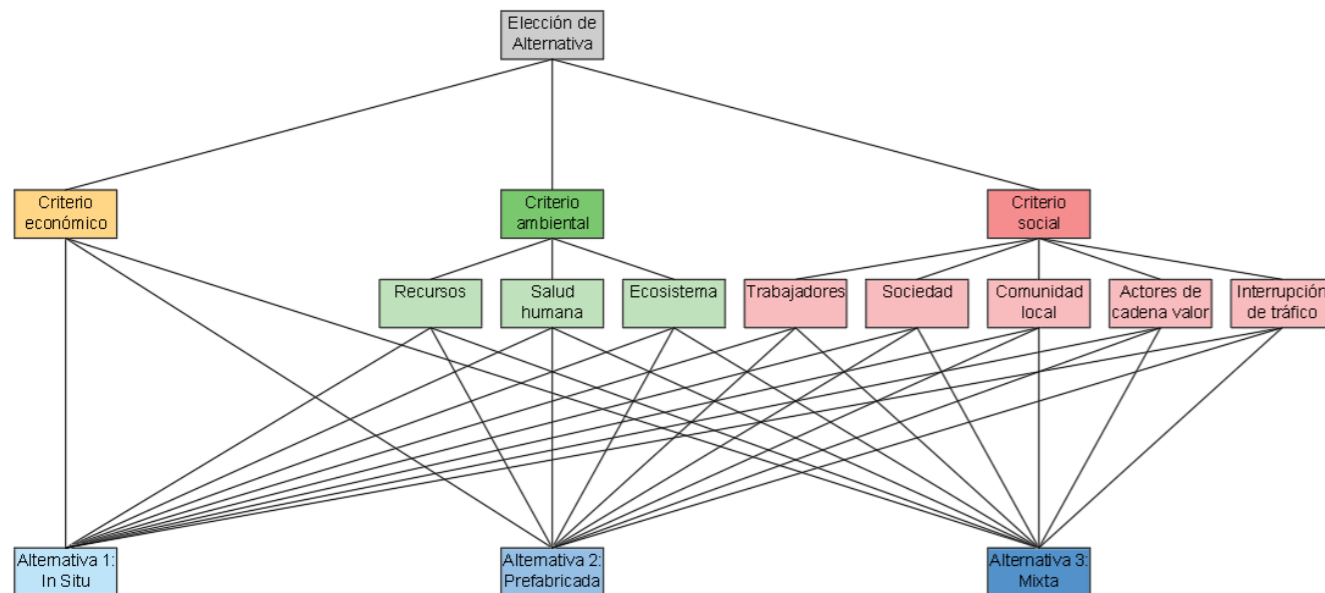 Elección de
Alternativa
Criterio
económico
Criterio
ambiental
Criterio
social
Recursos
Salud
humana
Ecosistema
Trabajadores
Sociedad
Comunidad
local
Actores de
cadena valor
Interrupción
de tráfico
Alternativa 1:
In Situ
Alternativa 2:
Prefabricada
Alternativa 3:
Mixta